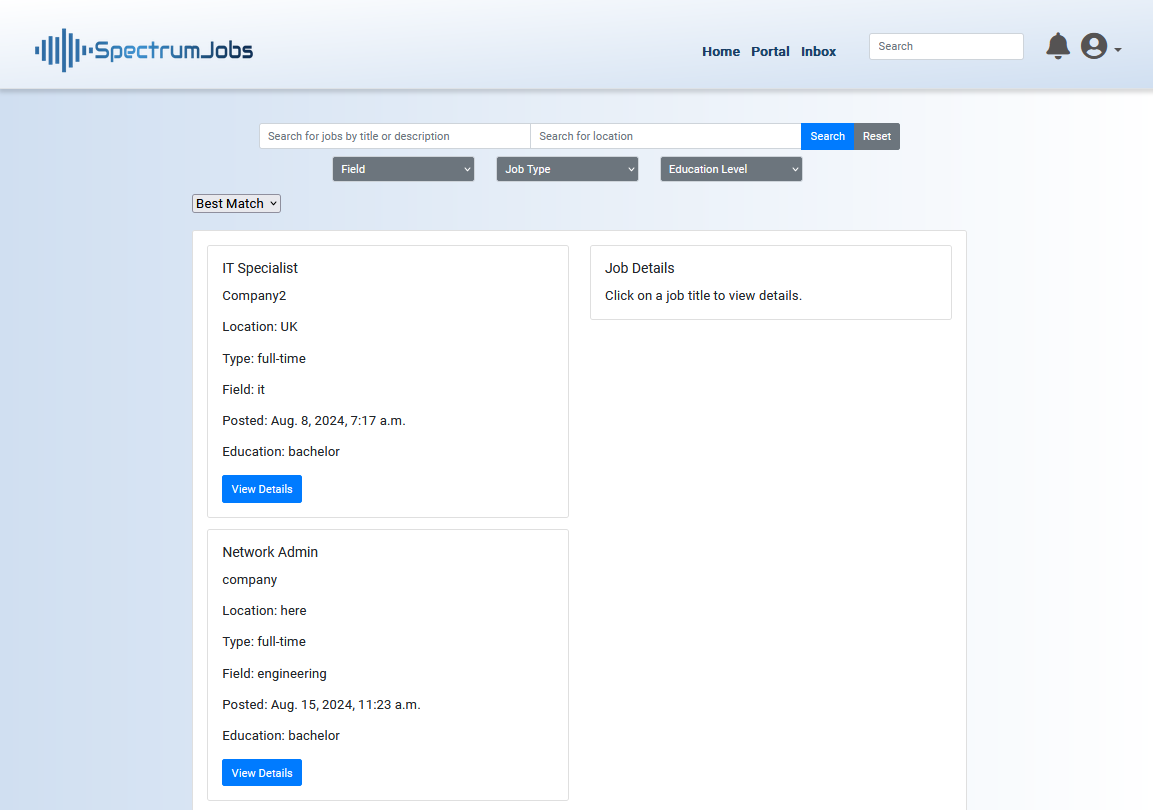 SpectrumJobs
Home Portal Inbox
Search
Search for jobs by title or description
Search for location
Search
Reset
Field
Job Type
Education Level
Best Match
IT Specialist
Company2
Location: UK
Type: full-time
Field: it
Posted: Aug. 8, 2024, 7:17 a.m.
Education: bachelor
View Details
Network Admin
company
Location: here
Type: full-time
Field: engineering
Posted: Aug. 15, 2024, 11:23 a.m.
Education: bachelor
View Details
Job Details
Click on a job title to view details.